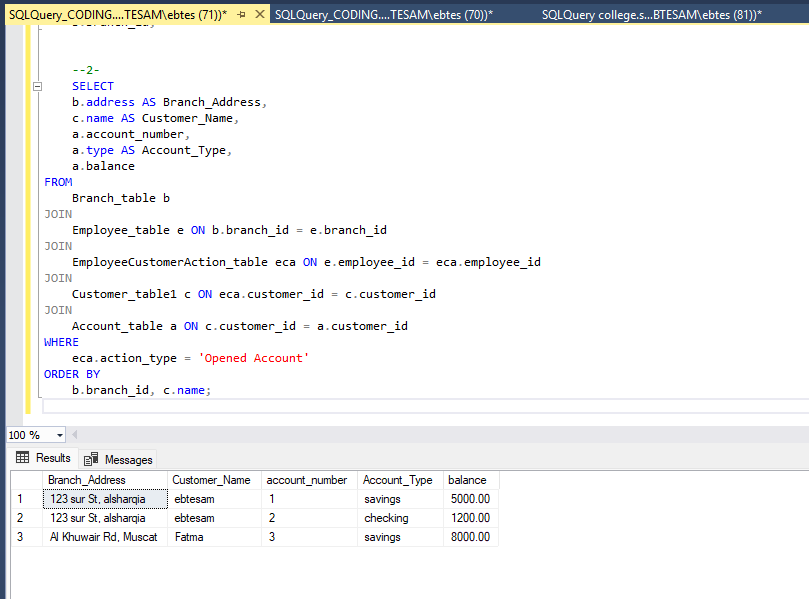 SQLQuery_CODING....TESAM\ebtes (71))* SQLQuery_CODING....TESAM\ebtes (70))* SQLQuery college.s...BTESAM\ebtes (81))*
--2-
SELECT
b.address AS Branch_Address,
c.name AS Customer_Name,
a.account_number,
a.type AS Account_Type,
a.balance
FROM
Branch_table b
JOIN
Employee_table e ON b.branch_id = e.branch_id
JOIN
EmployeeCustomerAction_table eca ON e.employee_id = eca.employee_id
JOIN
Customer_table1 c ON eca.customer_id = c.customer_id
JOIN
Account_table a ON c.customer_id = a.customer_id
WHERE
eca.action_type = 'Opened Account'
ORDER BY
b.branch_id, c.name;
100 %
Results Messages
Branch_Address Customer_Name account_number Account_Type balance
1 123 sur St, alsharqia ebtesam 1 savings 5000.00
2 123 sur St, alsharqia ebtesam 2 checking 1200.00
3 Al Khuwair Rd, Muscat Fatma 3 savings 8000.00